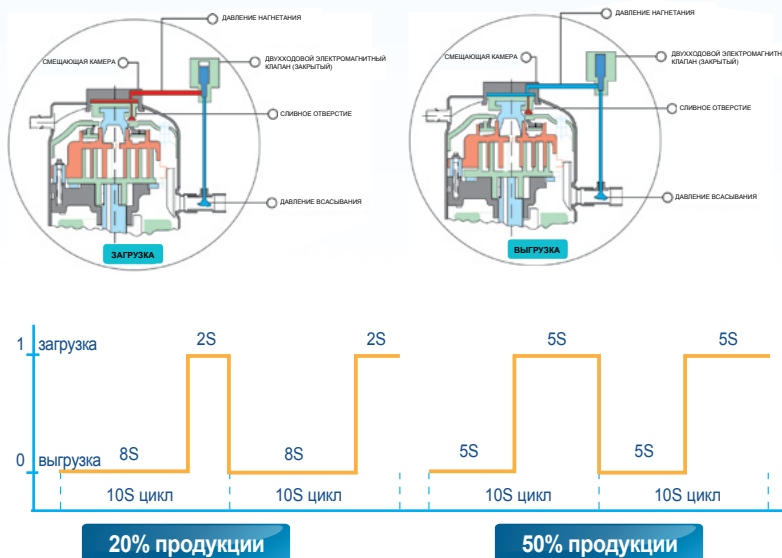 ДАВЛЕНИЕ НАГНЕТАНИЯ
СМЕЩАЮЩАЯ КАМЕРА
ДВУХХОДОВОЙ ЭЛЕКТРОМАГНИТНЫЙ
КЛАПАН (ЗАКРЫТЫЙ)
СЛИВНОЕ ОТВЕРСТИЕ
ДАВЛЕНИЕ ВСАСЫВАНИЯ
ЗАГРУЗКА
ДАВЛЕНИЕ НАГНЕТАНИЯ
СМЕЩАЮЩАЯ КАМЕРА
ДВУХХОДОВОЙ ЭЛЕКТРОМАГНИТН
КЛАПАН (ЗАКРЫТЫЙ)
СЛИВНОЕ ОТВЕРСТИЕ
ДАВЛЕНИЕ ВСАСЫВАНИЯ
ВЫГРУЗКА
1 загрузка
2S 2S 5S 5S
0 выгрузка
8S 8S 5S 5S
10S цикл 10S цикл 10S цикл 10S цикл
20% продукции
50% продукции